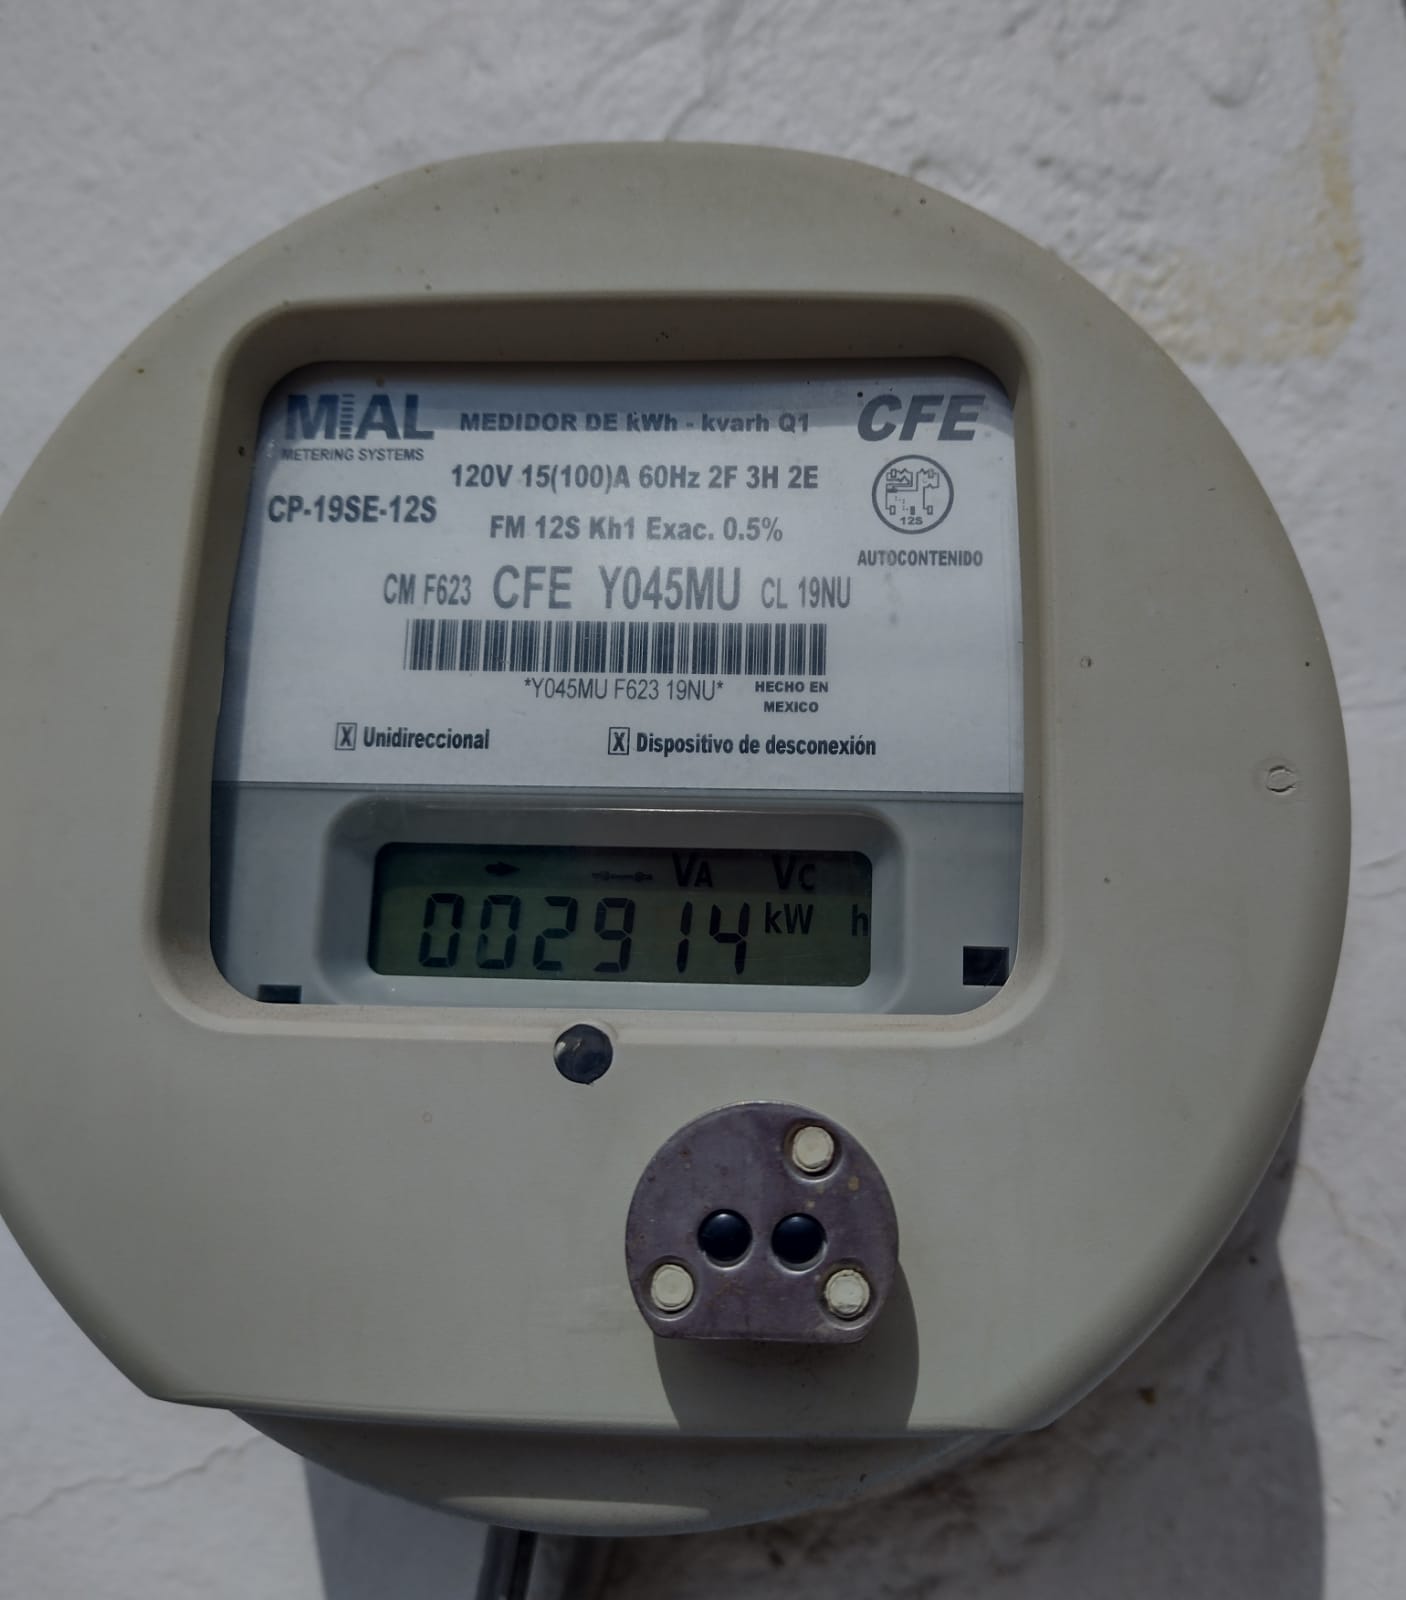 MIAL MEDIDOR DE kWh - kvarh Q1 CFE
METERING SYSTEMS
120V 15(100)A 60Hz 2F 3H 2E
CP-19SE-12S
12S
FM 12S Kh1 Exac. 0.5%
AUTOCONTENIDO
CM F623 CFE Y045MU CL 19NU
*Y045MU F623 19NU* HECHO EN
MEXICO
X Unidireccional X Dispositivo de desconexión
VA VC
002914 kW h